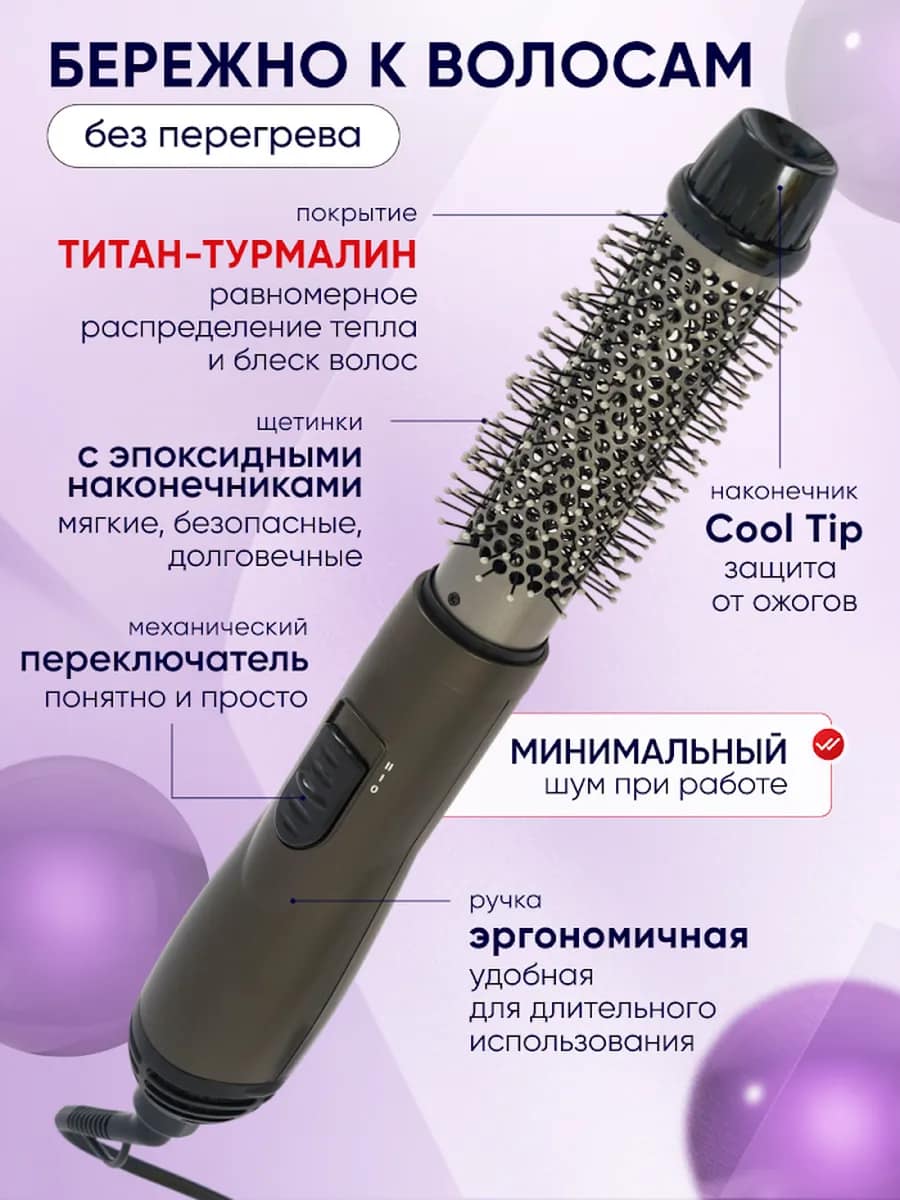 БЕРЕЖНО К ВОЛОСАМ
без перегрева
покрытие
ТИТАН-ТУРМАЛИН
равномерное
распределение тепла
и блеск волос
щетинки
с эпоксидными
наконечниками
мягкие, безопасные,
долговечные
наконечник
Cool Tip
защита
от ожогов
механический
переключатель
понятно и просто
II
I
O
МИНИМАЛЬНЫЙ
шум при работе
ручка
эргономичная
удобная
для длительного
использования